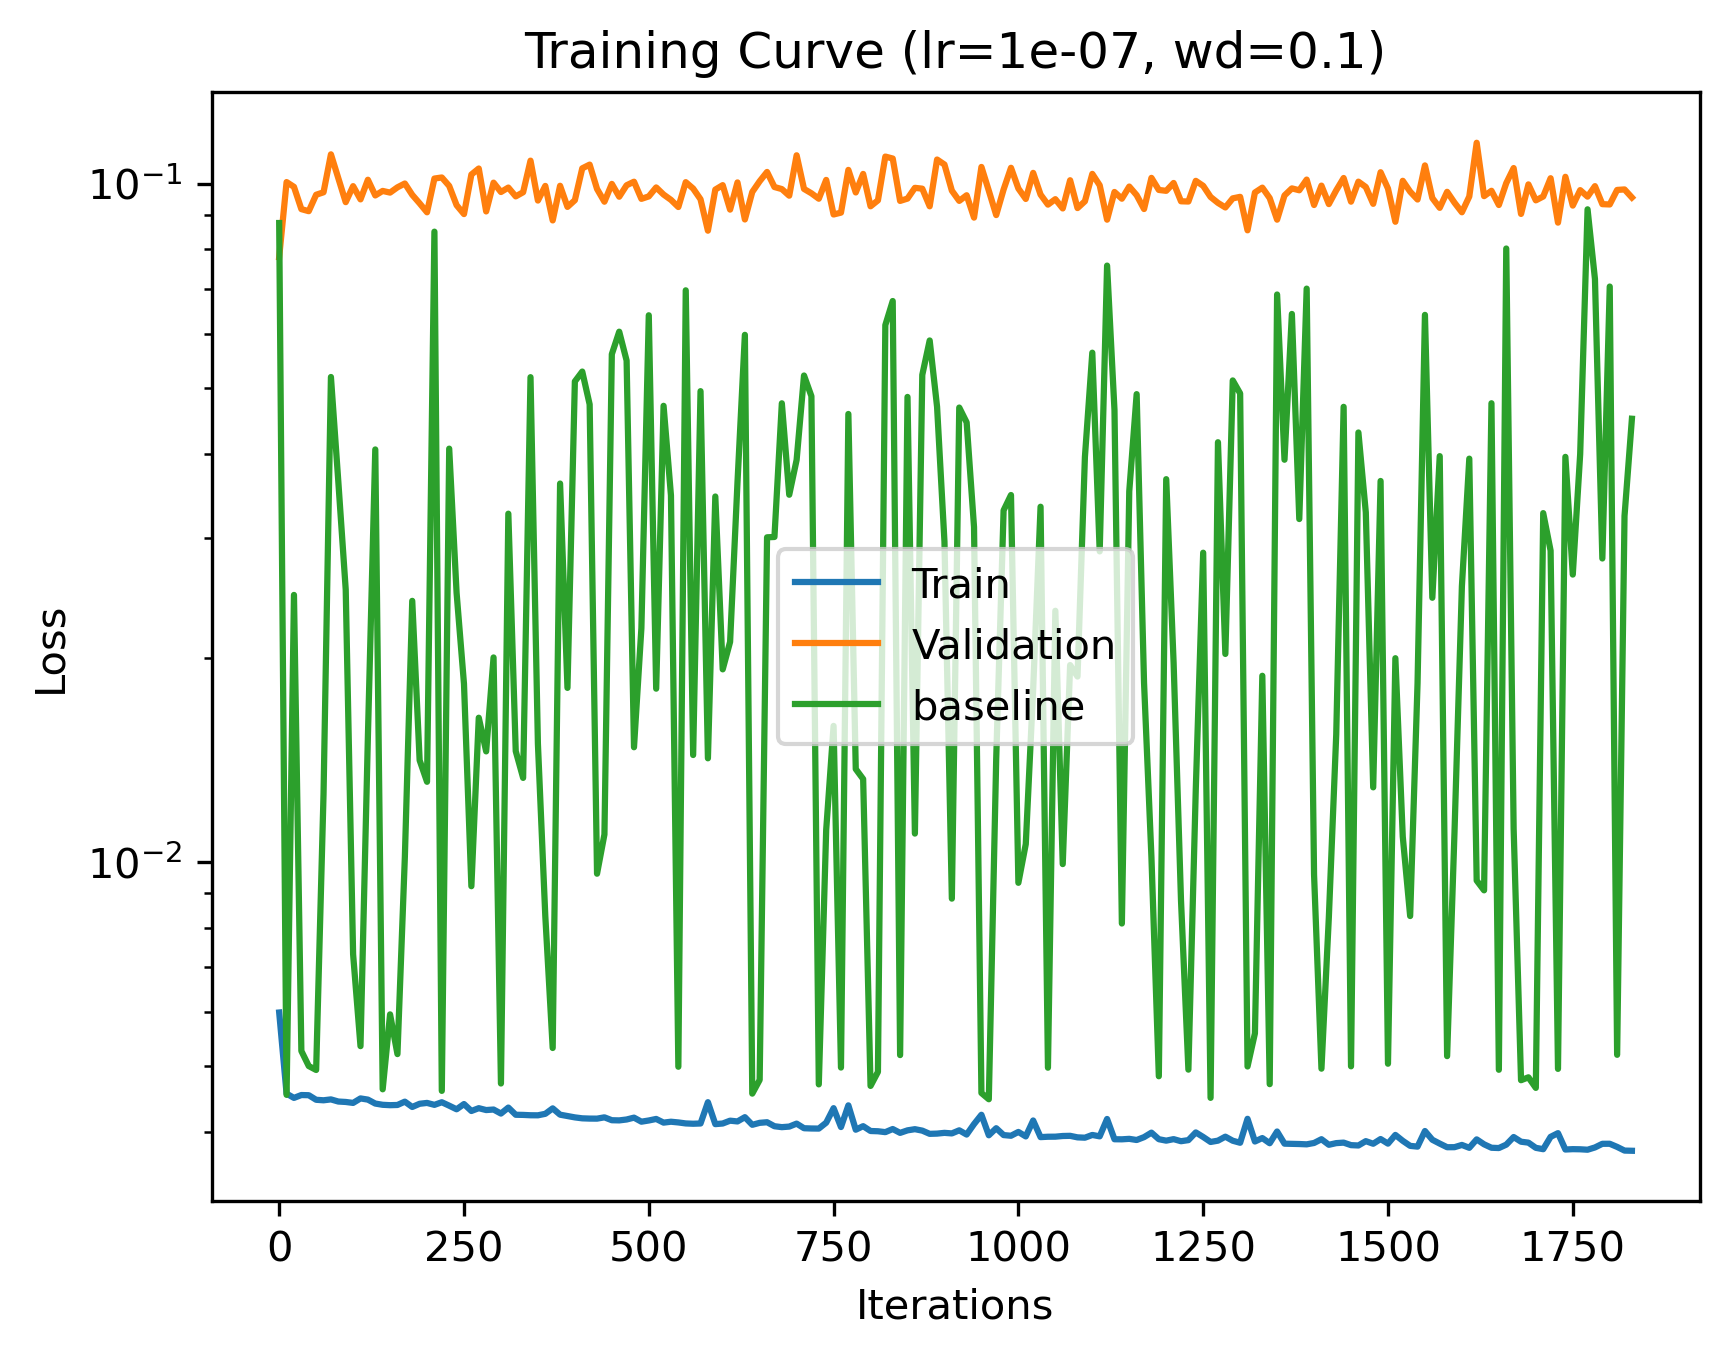 Training Curve (lr=1e-07, wd=0.1)
10⁻¹
10⁻²
Loss
Train
Validation
baseline
0 250 500 750 1000 1250 1500 1750
Iterations